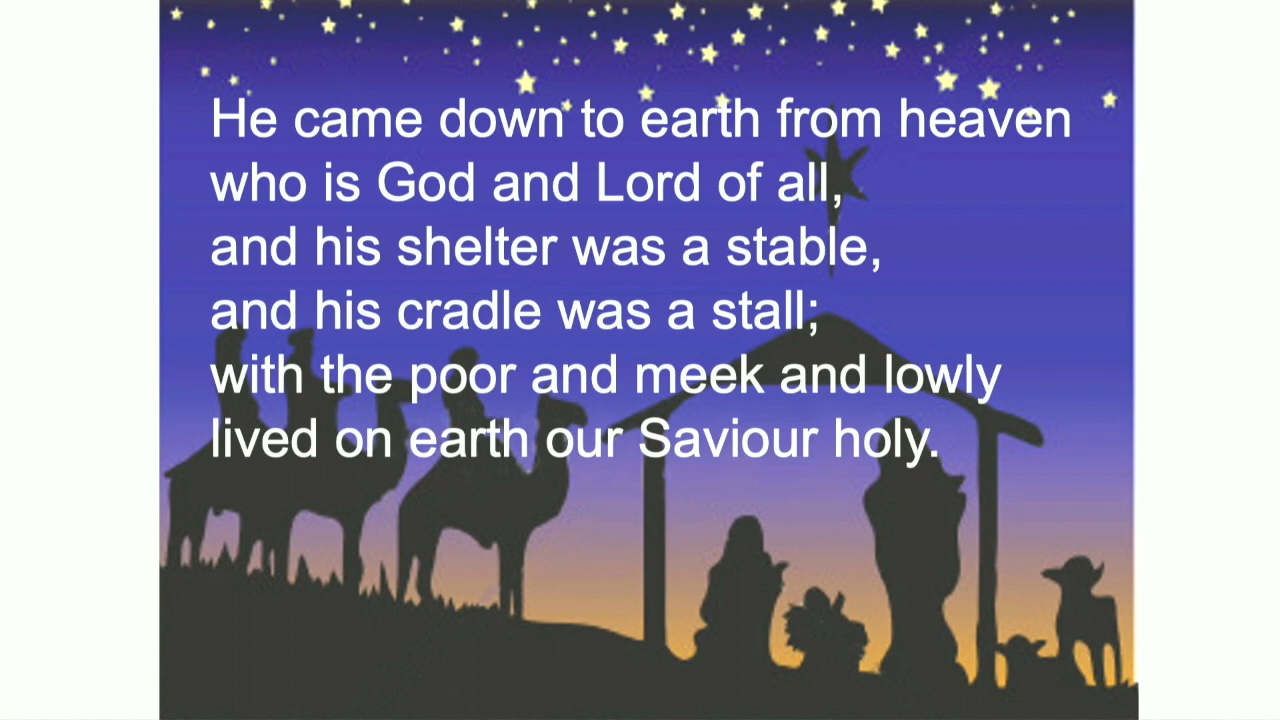 He came down to earth from heaven
who is God and Lord of all,
and his shelter was a stable,
and his cradle was a stall;
with the poor and meek and lowly
lived on earth our Saviour holy.